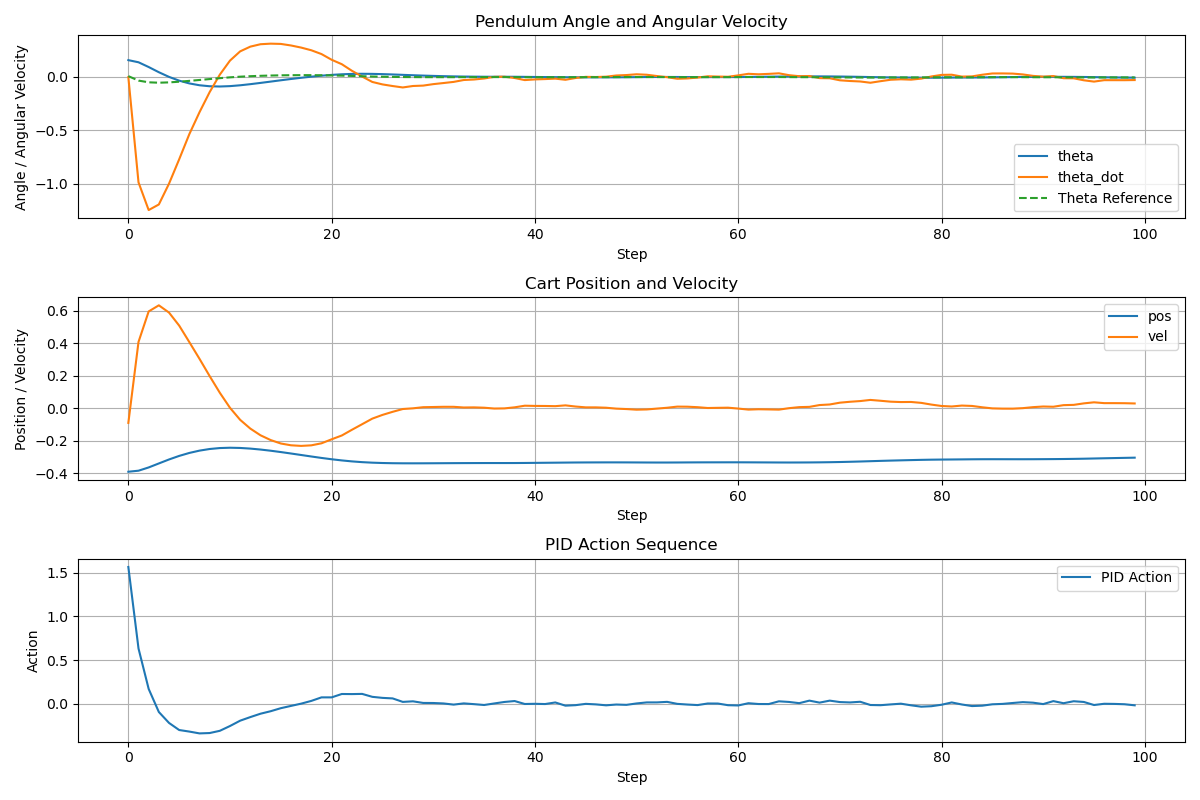 Pendulum Angle and Angular Velocity
Angle / Angular Velocity
0.0
−0.5
−1.0
theta
theta_dot
Theta Reference
0 20 40 60 80 100
Step
Cart Position and Velocity
Position / Velocity
0.6
0.4
0.2
0.0
−0.2
−0.4
pos
vel
0 20 40 60 80 100
Step
PID Action Sequence
Action
1.5
1.0
0.5
0.0
PID Action
0 20 40 60 80 100
Step